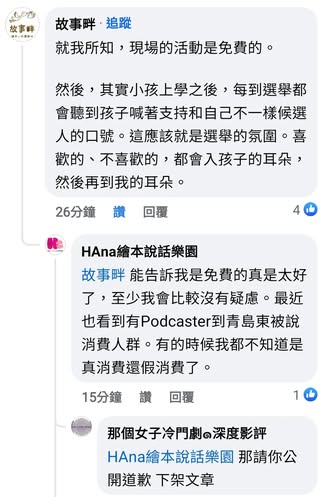 故事畔
故事畔 · 追蹤
就我所知，現場的活動是免費的。
然後，其實小孩上學之後，每到選舉都
會聽到孩子喊著支持和自己不一樣候選
人的口號。這應該就是選舉的氛圍。喜
歡的、不喜歡的，都會入孩子的耳朵，
然後再到我的耳朵。
26分鐘 讚 回覆 4
HAna繪本說話樂園
故事畔 能告訴我是免費的真是太好
了，至少我會比較沒有疑慮。最近
也看到有Podcaster到青島東被說
消費人群。有的時候我都不知道是
真消費還假消費了。
15分鐘 讚 回覆 1
那個女子冷門劇๑深度影評
HAna繪本說話樂園 那請你公
開道歉 下架文章